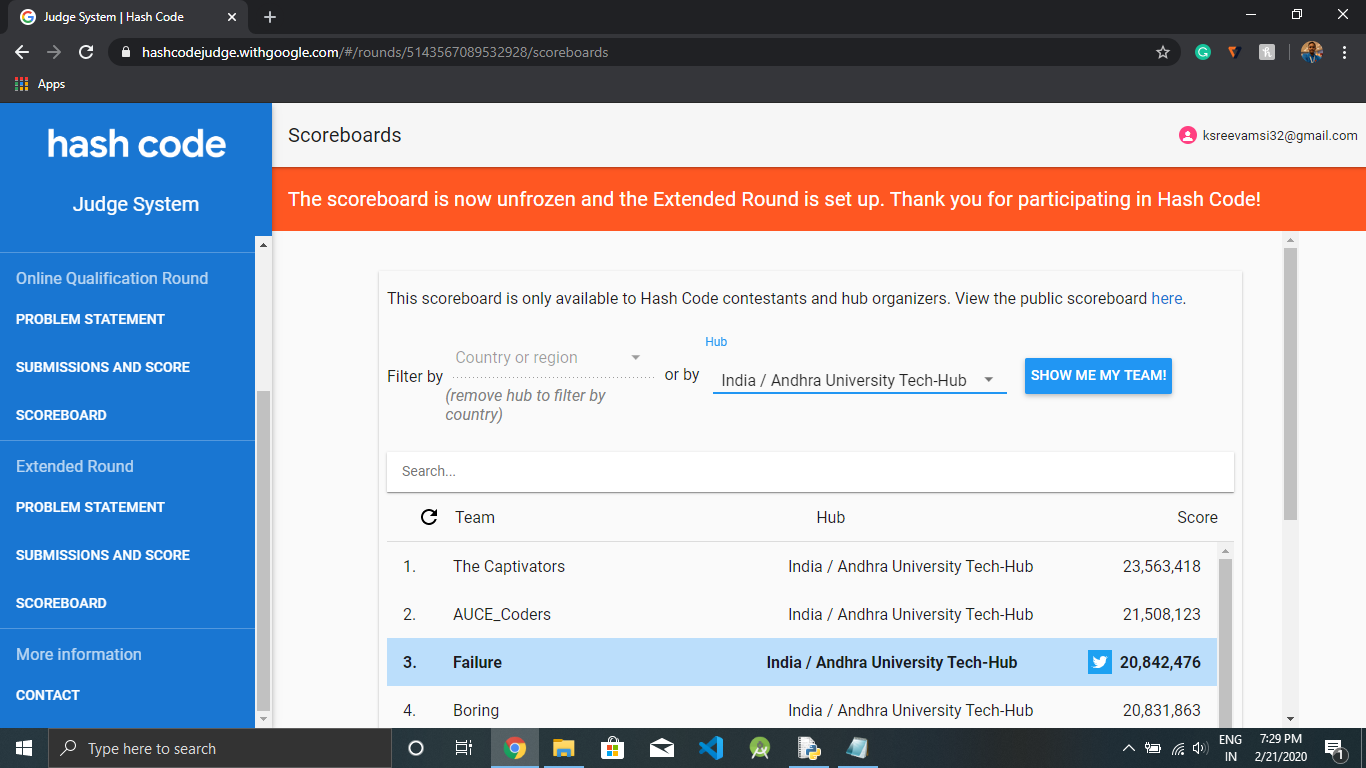 Judge System | Hash Code
hashcodejudge.withgoogle.com/#/rounds/5143567089532928/scoreboards
Apps
hash code
Judge System
Online Qualification Round
PROBLEM STATEMENT
SUBMISSIONS AND SCORE
SCOREBOARD
Extended Round
PROBLEM STATEMENT
SUBMISSIONS AND SCORE
SCOREBOARD
More information
CONTACT
Scoreboards
ksreevamsi32@gmail.com
The scoreboard is now unfrozen and the Extended Round is set up. Thank you for participating in Hash Code!
This scoreboard is only available to Hash Code contestants and hub organizers. View the public scoreboard here.
Filter by
Country or region
(remove hub to filter by
country)
or by
Hub
India / Andhra University Tech-Hub
SHOW ME MY TEAM!
Search...
Team Hub Score
1. The Captivators India / Andhra University Tech-Hub 23,563,418
2. AUCE_Coders India / Andhra University Tech-Hub 21,508,123
3. Failure India / Andhra University Tech-Hub 20,842,476
4. Boring India / Andhra University Tech-Hub 20,831,863
Type here to search
ENG
IN
7:29 PM
2/21/2020
1